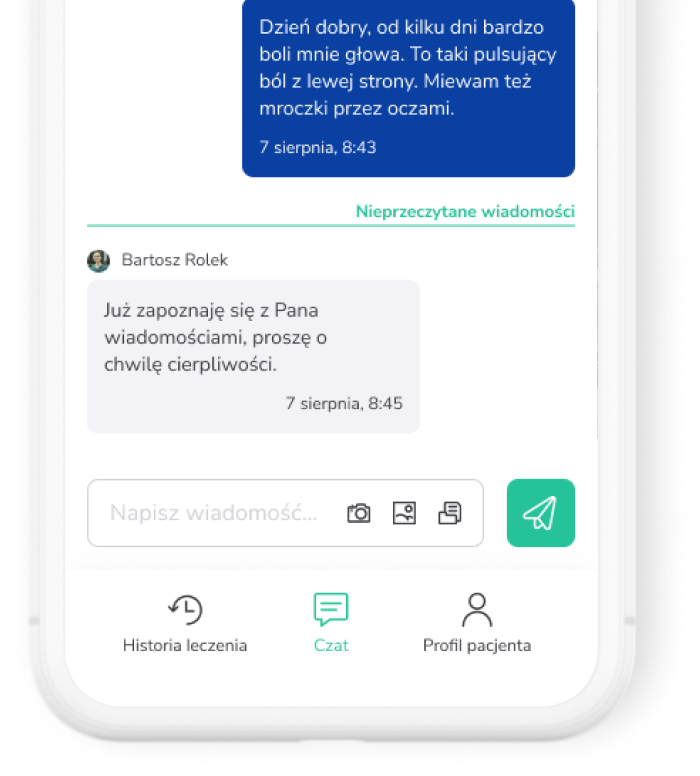 Dzień dobry, od kilku dni bardzo
boli mnie głowa. To taki pulsujący
ból z lewej strony. Miewam też
mroczki przez oczami.
7 sierpnia, 8:43
Nieprzeczytane wiadomości
Bartosz Rolek
Już zapoznaję się z Pana
wiadomościami, proszę o
chwilę cierpliwości.
7 sierpnia, 8:45
Napisz wiadomość...
Historia leczenia
Czat
Profil pacjenta